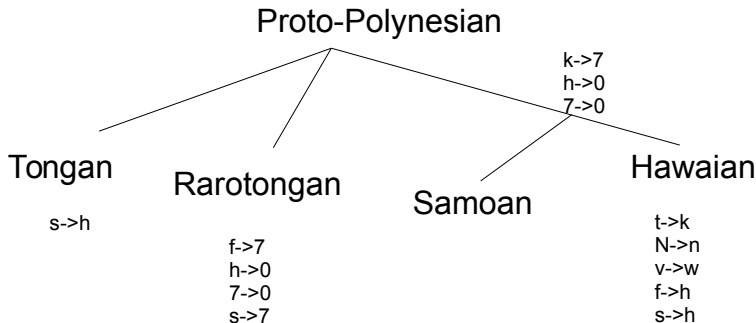 Proto-Polynesian
k->7
h->0
7->0
Tongan
Rarotongan
Samoan
Hawaian
s->h
f->7
h->0
7->0
s->7
t->k
N->n
v->w
f->h
s->h